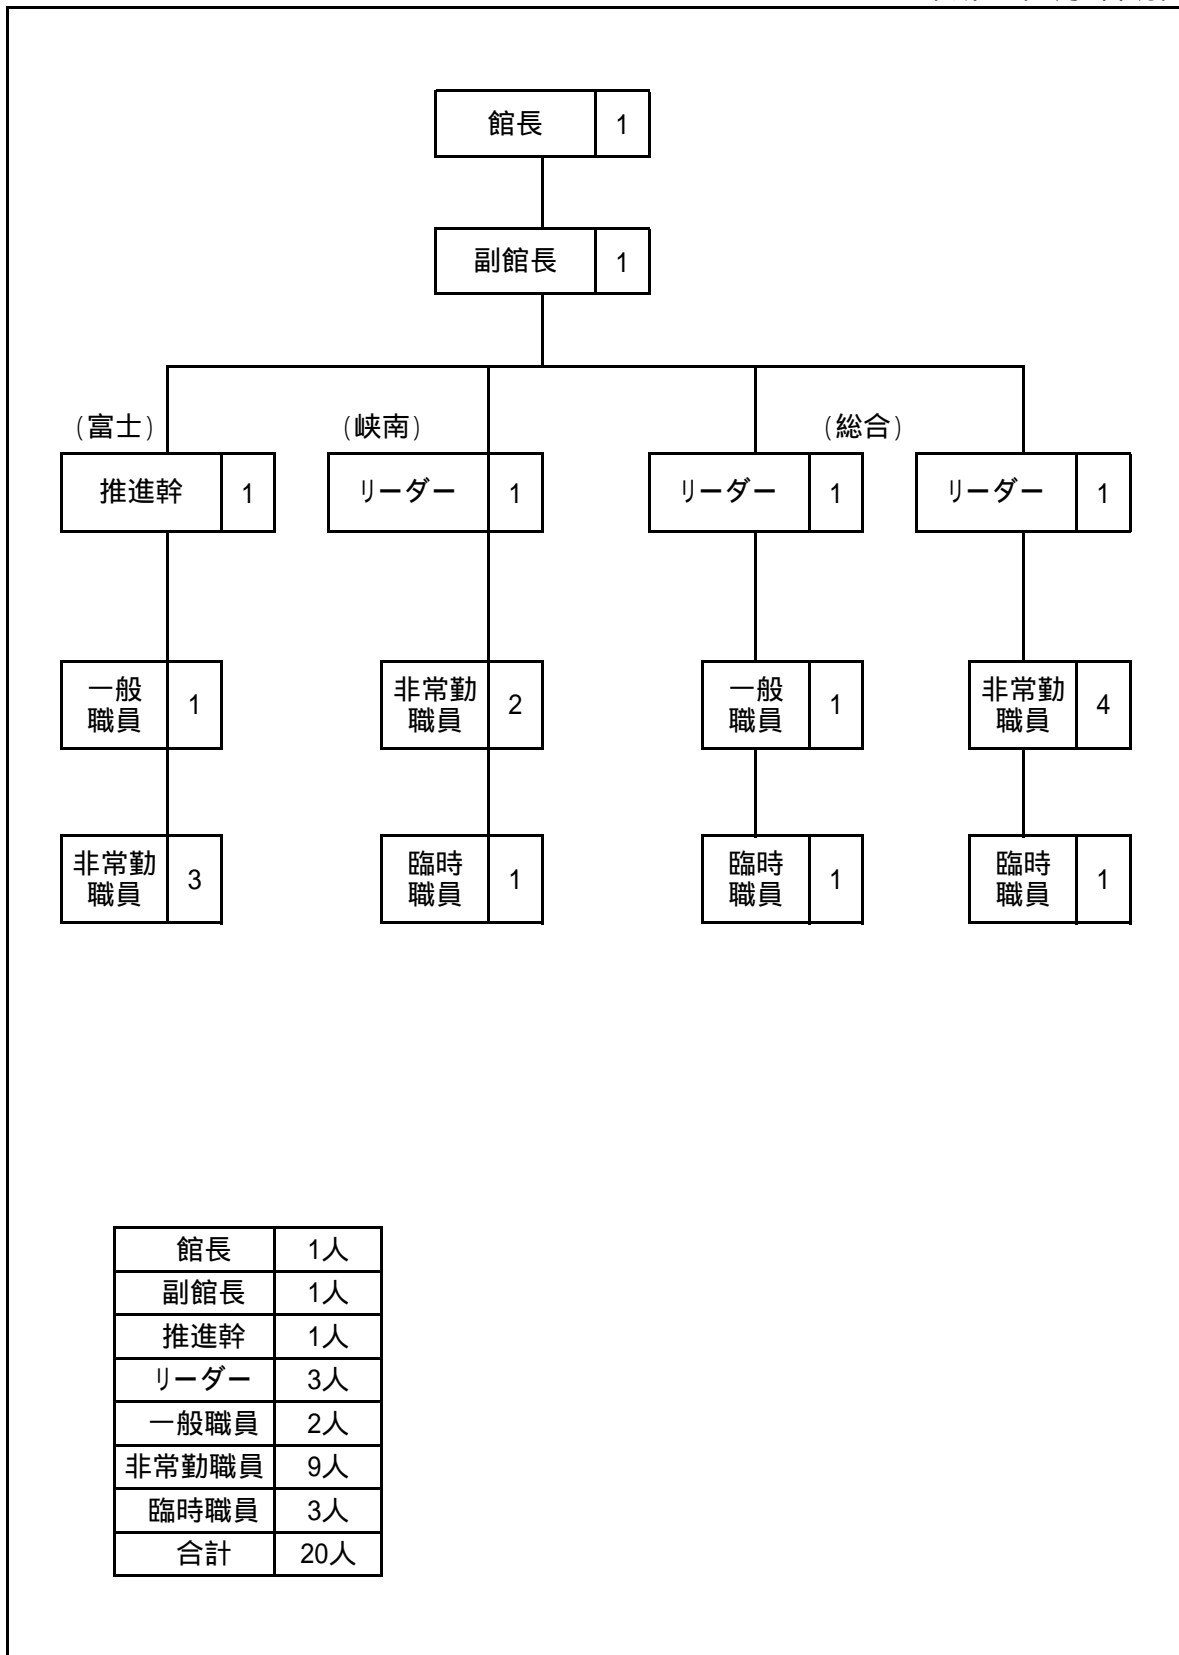 館長 1
副館長 1
(富士) (峡南) (総合)
推進幹 1 リーダー 1 リーダー 1 リーダー 1
一般 非常勤 一般 非常勤
職員 1 職員 2 職員 1 職員 4
非常勤 臨時 臨時 臨時
職員 3 職員 1 職員 1 職員 1
館長 1人
副館長 1人
推進幹 1人
リーダー 3人
一般職員 2人
非常勤職員 9人
臨時職員 3人
合計 20人